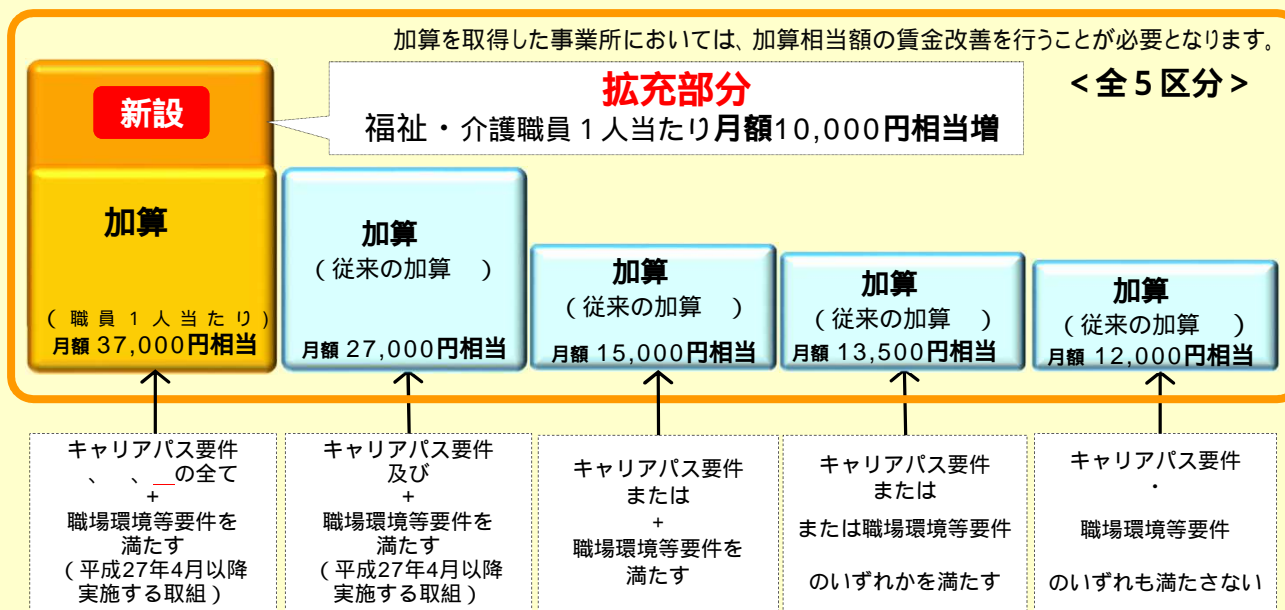 加算を取得した事業所においては、加算相当額の賃金改善を行うことが必要となります。
<全5区分>
新設
拡充部分
福祉・介護職員1人当たり月額10,000円相当増
加算
(職員1人当たり)
月額 37,000円相当
加算
(従来の加算 )
月額 27,000円相当
加算
(従来の加算 )
月額 15,000円相当
加算
(従来の加算 )
月額 13,500円相当
加算
(従来の加算 )
月額 12,000円相当
キャリアパス要件
、 、 の全て
+
職場環境等要件を
満たす
(平成27年4月以降
実施する取組)
キャリアパス要件
及び
+
職場環境等要件を
満たす
(平成27年4月以降
実施する取組)
キャリアパス要件
または
+
職場環境等要件を
満たす
キャリアパス要件
または
または職場環境等要件
のいずれかを満たす
キャリアパス要件
・
職場環境等要件
のいずれも満たさない